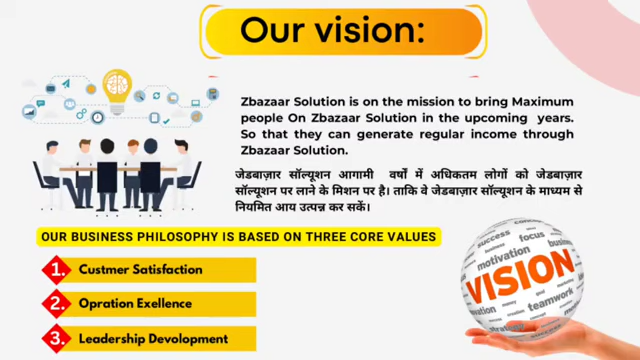 Our vision:
Zbazaar Solution is on the mission to bring Maximum
people On Zbazaar Solution in the upcoming years.
So that they can generate regular income through
Zbazaar Solution.
जेडबाज़ार सॉल्यूशन आगामी वर्षों में अधिकतम लोगों को जेडबाज़ार
सॉल्यूशन पर लाने के मिशन पर है। ताकि वे जेडबाज़ार सॉल्यूशन के माध्यम से
नियमित आय उत्पन्न कर सकें।
OUR BUSINESS PHILOSOPHY IS BASED ON THREE CORE VALUES
1. Custmer Satisfaction
2. Opration Exellence
3. Leadership Devolopment
success
concept
focus
business
motivation
VISION
teamwork
strategy